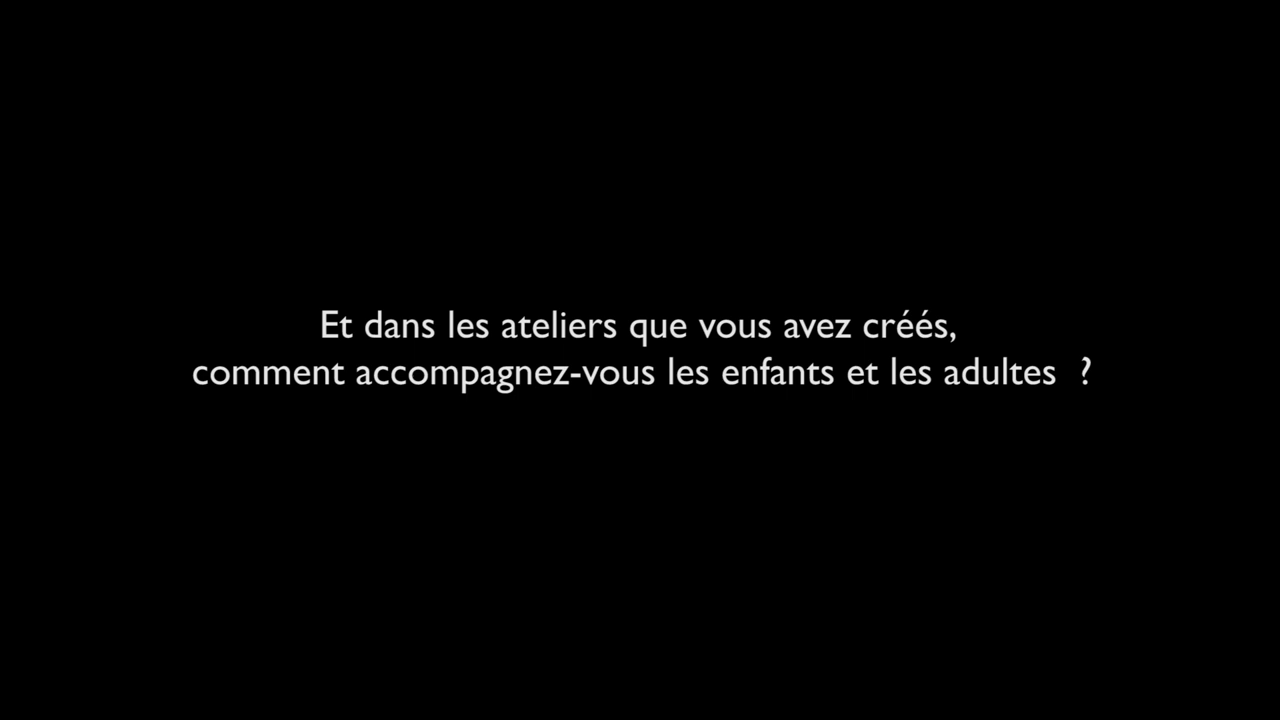 Et dans les ateliers que vous avez créés,
comment accompagnez-vous les enfants et les adultes  ?